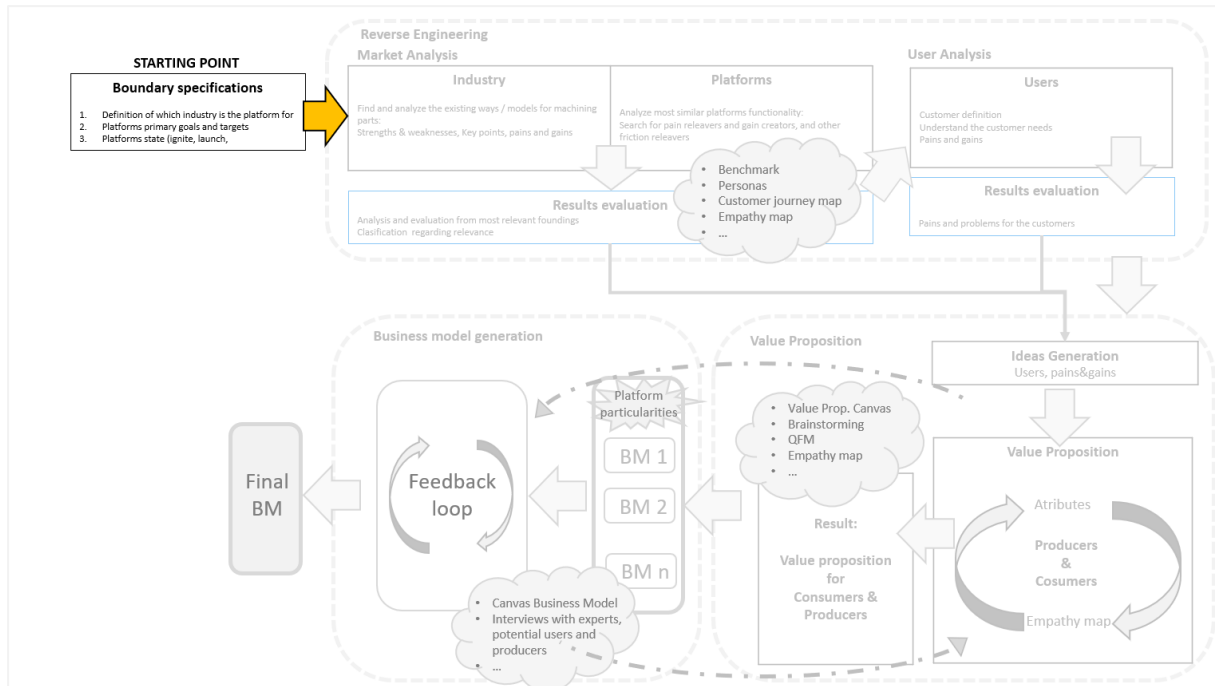 Reverse Engineering
STARTING POINT
Market Analysis
User Analysis
Boundary specifications
1. Definition of which industry is the platform for
2. Platforms primary goals and targets
3. Platforms state (ignite, launch,
Industry
Find and analyze the existing ways / models for machining
parts:
Strengths & weaknesses, Key points, pains and gains
Platforms
Analyze most similar platforms functionality:
Search for pain releavers and gain creators, and other
friction releavers
Users
Customer definition
Understand the customer needs
Pains and gains
• Benchmark
• Personas
• Customer journey map
• Empathy map
• ...
Results evaluation
Analysis and evaluation from most relevant foundings
Clasification regarding relevance
Results evaluation
Pains and problems for the customers
Business model generation
Value Proposition
Ideas Generation
Users, pains&gains
Platform
particularities
• Value Prop. Canvas
• Brainstorming
• QFM
• Empathy map
• ...
Value Proposition
Atributes
Producers
&
Cosumers
Empathy map
Result:
Value proposition
for
Consumers &
Producers
BM 1
BM 2
BM n
Feedback
loop
Final
BM
• Canvas Business Model
• Interviews with experts,
potential users and
producers
• ...